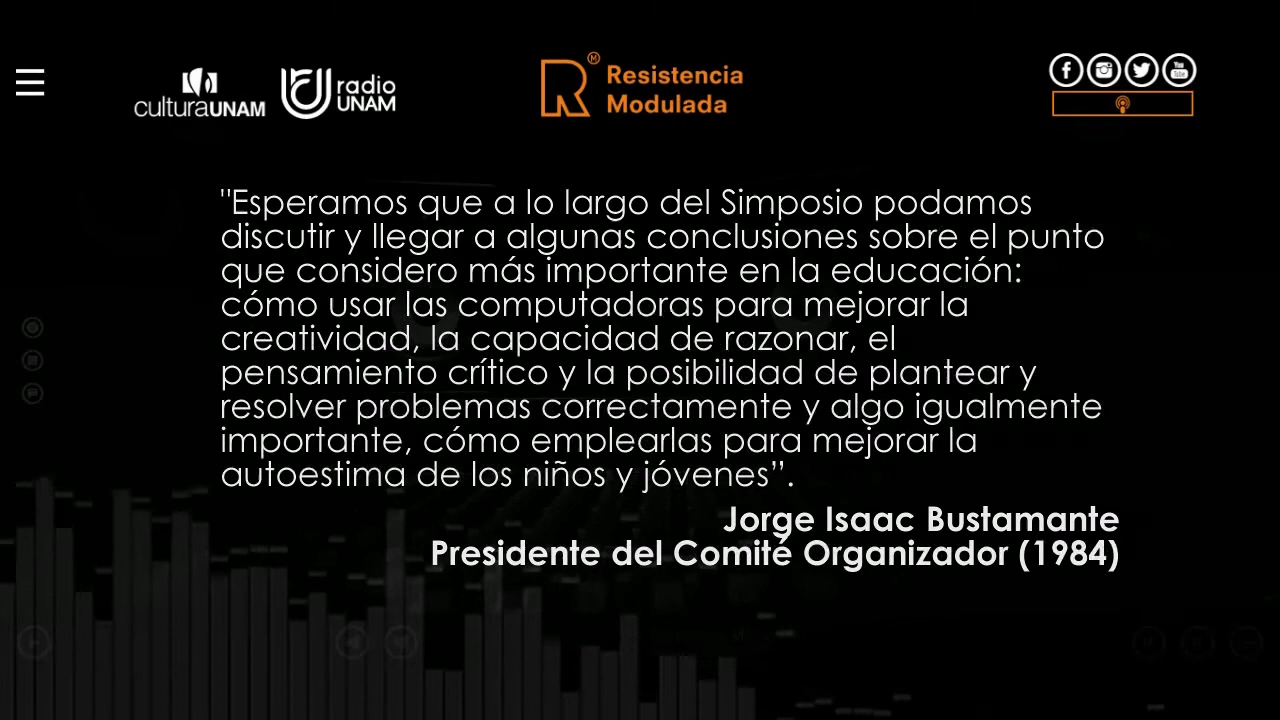 culturaUNAM
radio
UNAM
R M
Resistencia
Modulada
You
Tube
"Esperamos que a lo largo del Simposio podamos
discutir y llegar a algunas conclusiones sobre el punto
que considero más importante en la educación:
cómo usar las computadoras para mejorar la
creatividad, la capacidad de razonar, el
pensamiento crítico y la posibilidad de plantear y
resolver problemas correctamente y algo igualmente
importante, cómo emplearlas para mejorar la
autoestima de los niños y jóvenes”.
Jorge Isaac Bustamante
Presidente del Comité Organizador (1984)